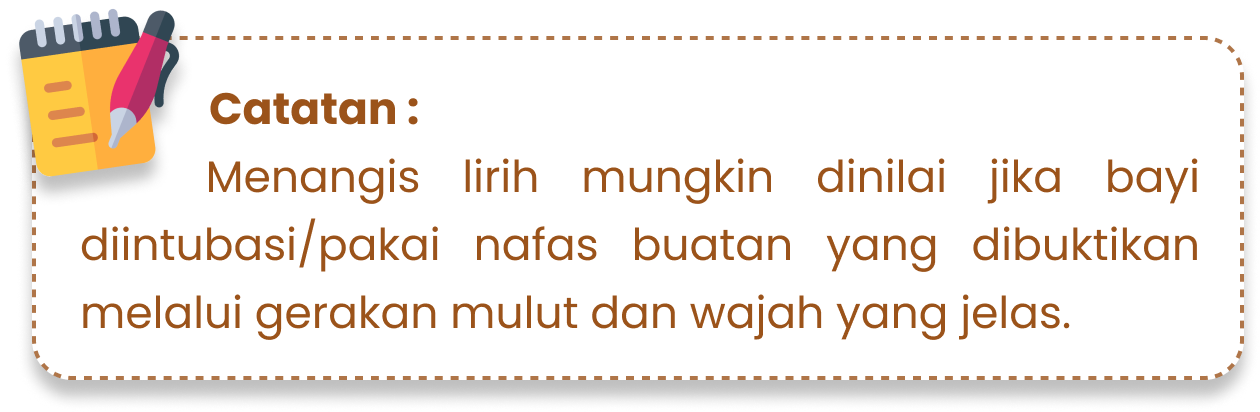 Catatan :
Menangis lirih mungkin dinilai jika bayi
diintubasi/pakai nafas buatan yang dibuktikan
melalui gerakan mulut dan wajah yang jelas.